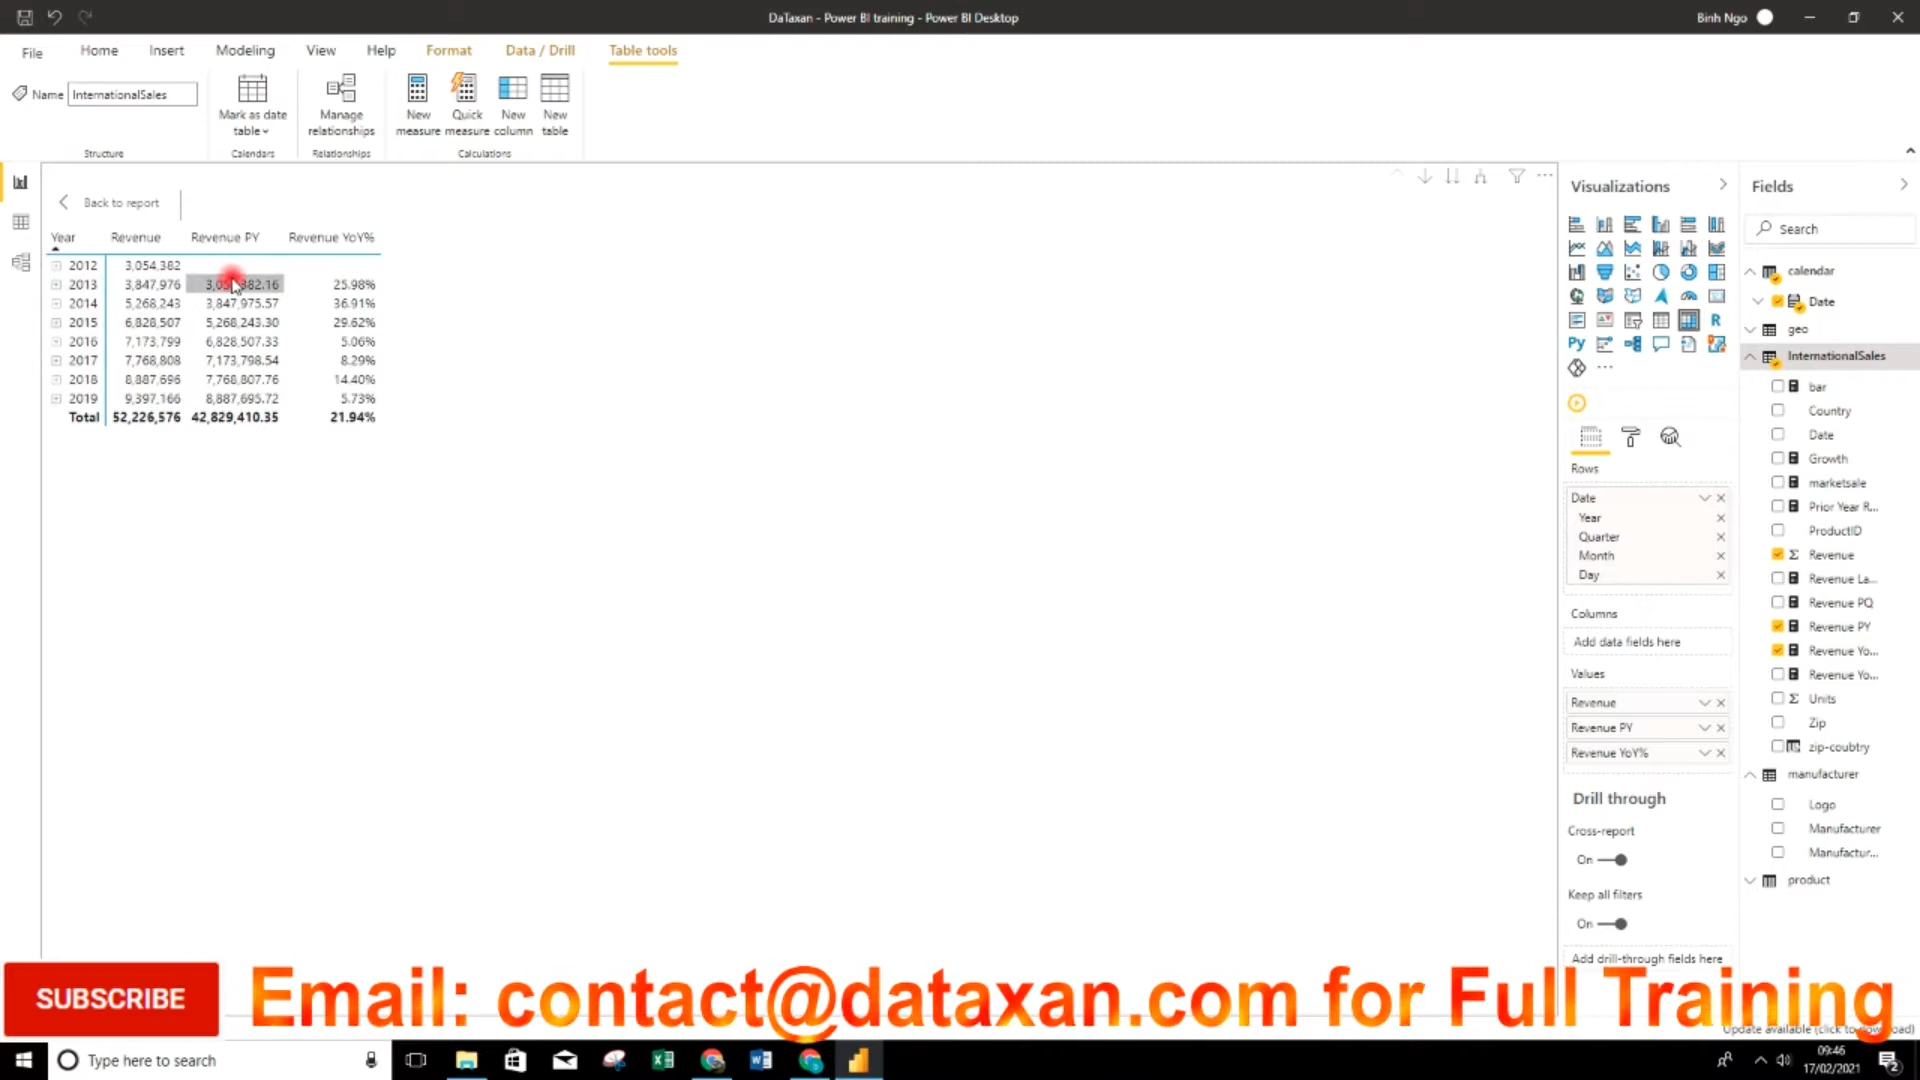 DaTaxan - Power BI training - Power BI Desktop
Binh Ngo
File Home Insert Modeling View Help Format Data / Drill Table tools
Name InternationalSales
Mark as date table
Manage relationships
New measure
Quick measure
New column
New table
Structure
Calendars
Relationships
Calculations
Back to report
Year Revenue Revenue PY Revenue YoY%
2012 3,054,382
2013 3,847,976 25.98%
2014 5,268,243 3,847,975.57 36.91%
2015 6,828,507 5,268,243.30 29.62%
2016 7,173,799 6,828,507.33 5.06%
2017 7,768,808 7,173,798.54 8.29%
2018 8,887,696 7,768,807.76 14.40%
2019 9,397,166 8,887,695.72 5.73%
Total 52,226,576 42,829,410.35 21.94%
Visualizations
R
Py
Rows
Date
Year
Quarter
Month
Day
Columns
Add data fields here
Values
Revenue
Revenue PY
Revenue YoY%
Drill through
Cross-report
On
Keep all filters
On
Add drill-through fields here
Fields
Search
calendar
Date
geo
InternationalSales
bar
Country
Date
Growth
marketsale
Prior Year R...
ProductID
Σ Revenue
Revenue La...
Revenue PQ
Revenue PY
Revenue Yo...
Revenue Yo...
Σ Units
Zip
zip-coubtry
manufacturer
Logo
Manufacturer
Manufactur...
product
SUBSCRIBE
Email: contact@dataxan.com for Full Training
Update available (click to download)
Type here to search
09:46
17/02/2021
2